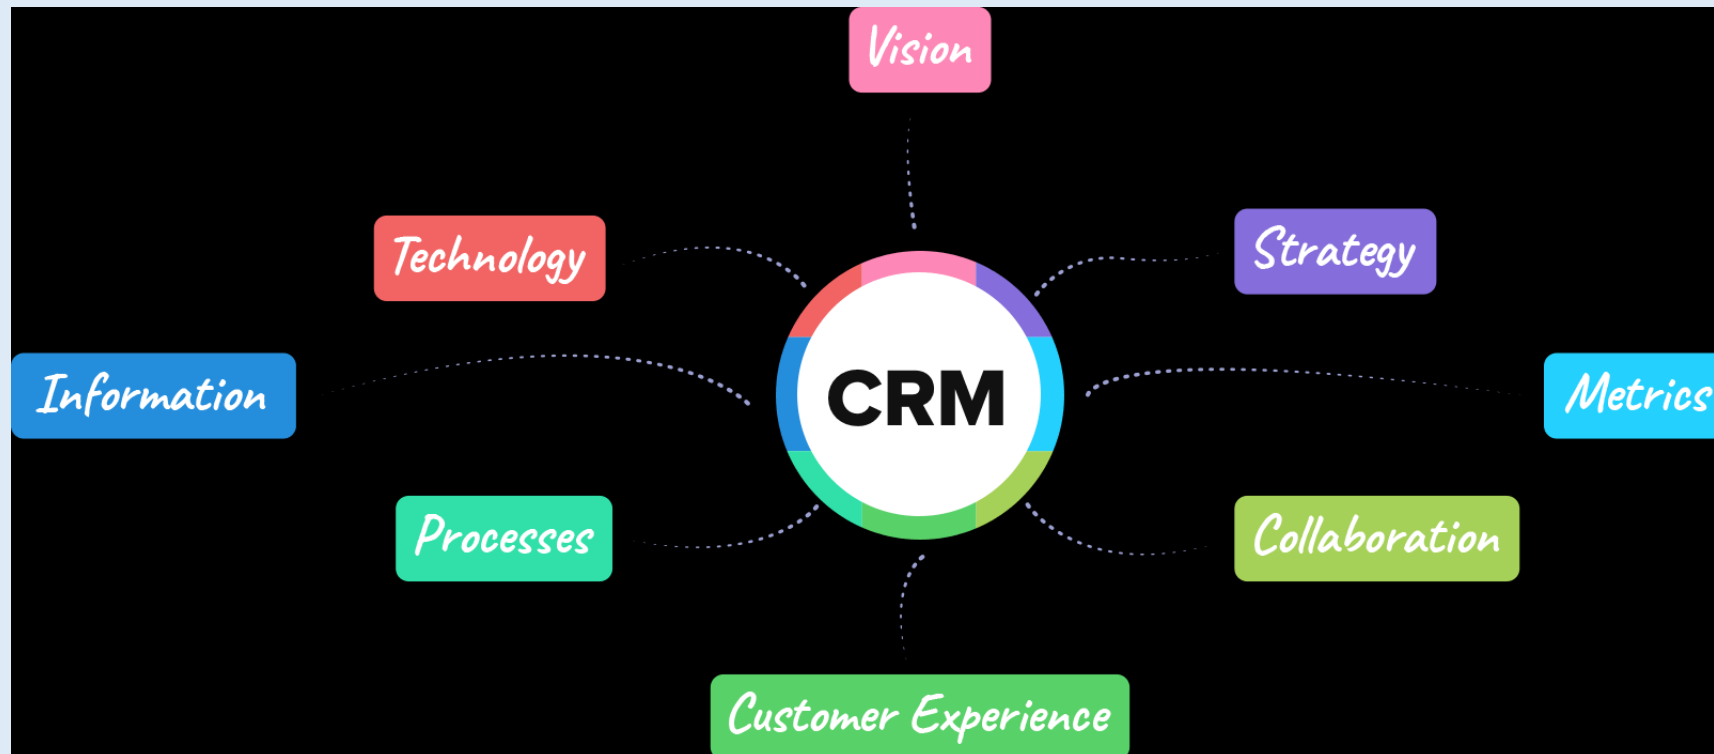 Vision
Technology
Strategy
Information
CRM
Metrics
Processes
Collaboration
Customer Experience